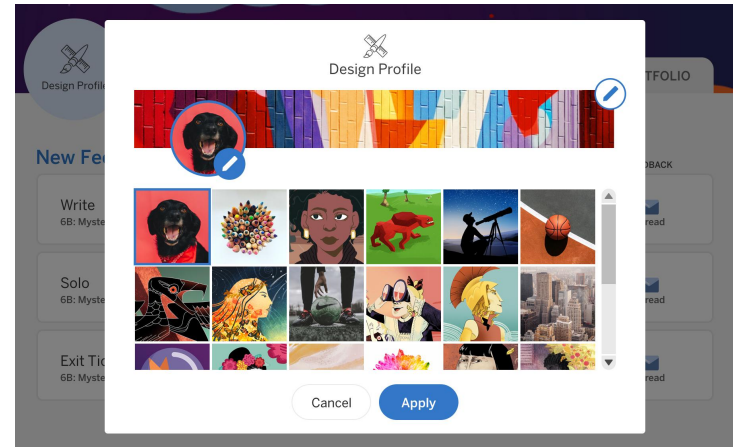 Design Profile
Design Profile
TFOLIO
New Fee
DBACK
Write
6B: Myste
read
Solo
6B: Myste
read
Exit Tic
6B: Myste
read
Cancel
Apply